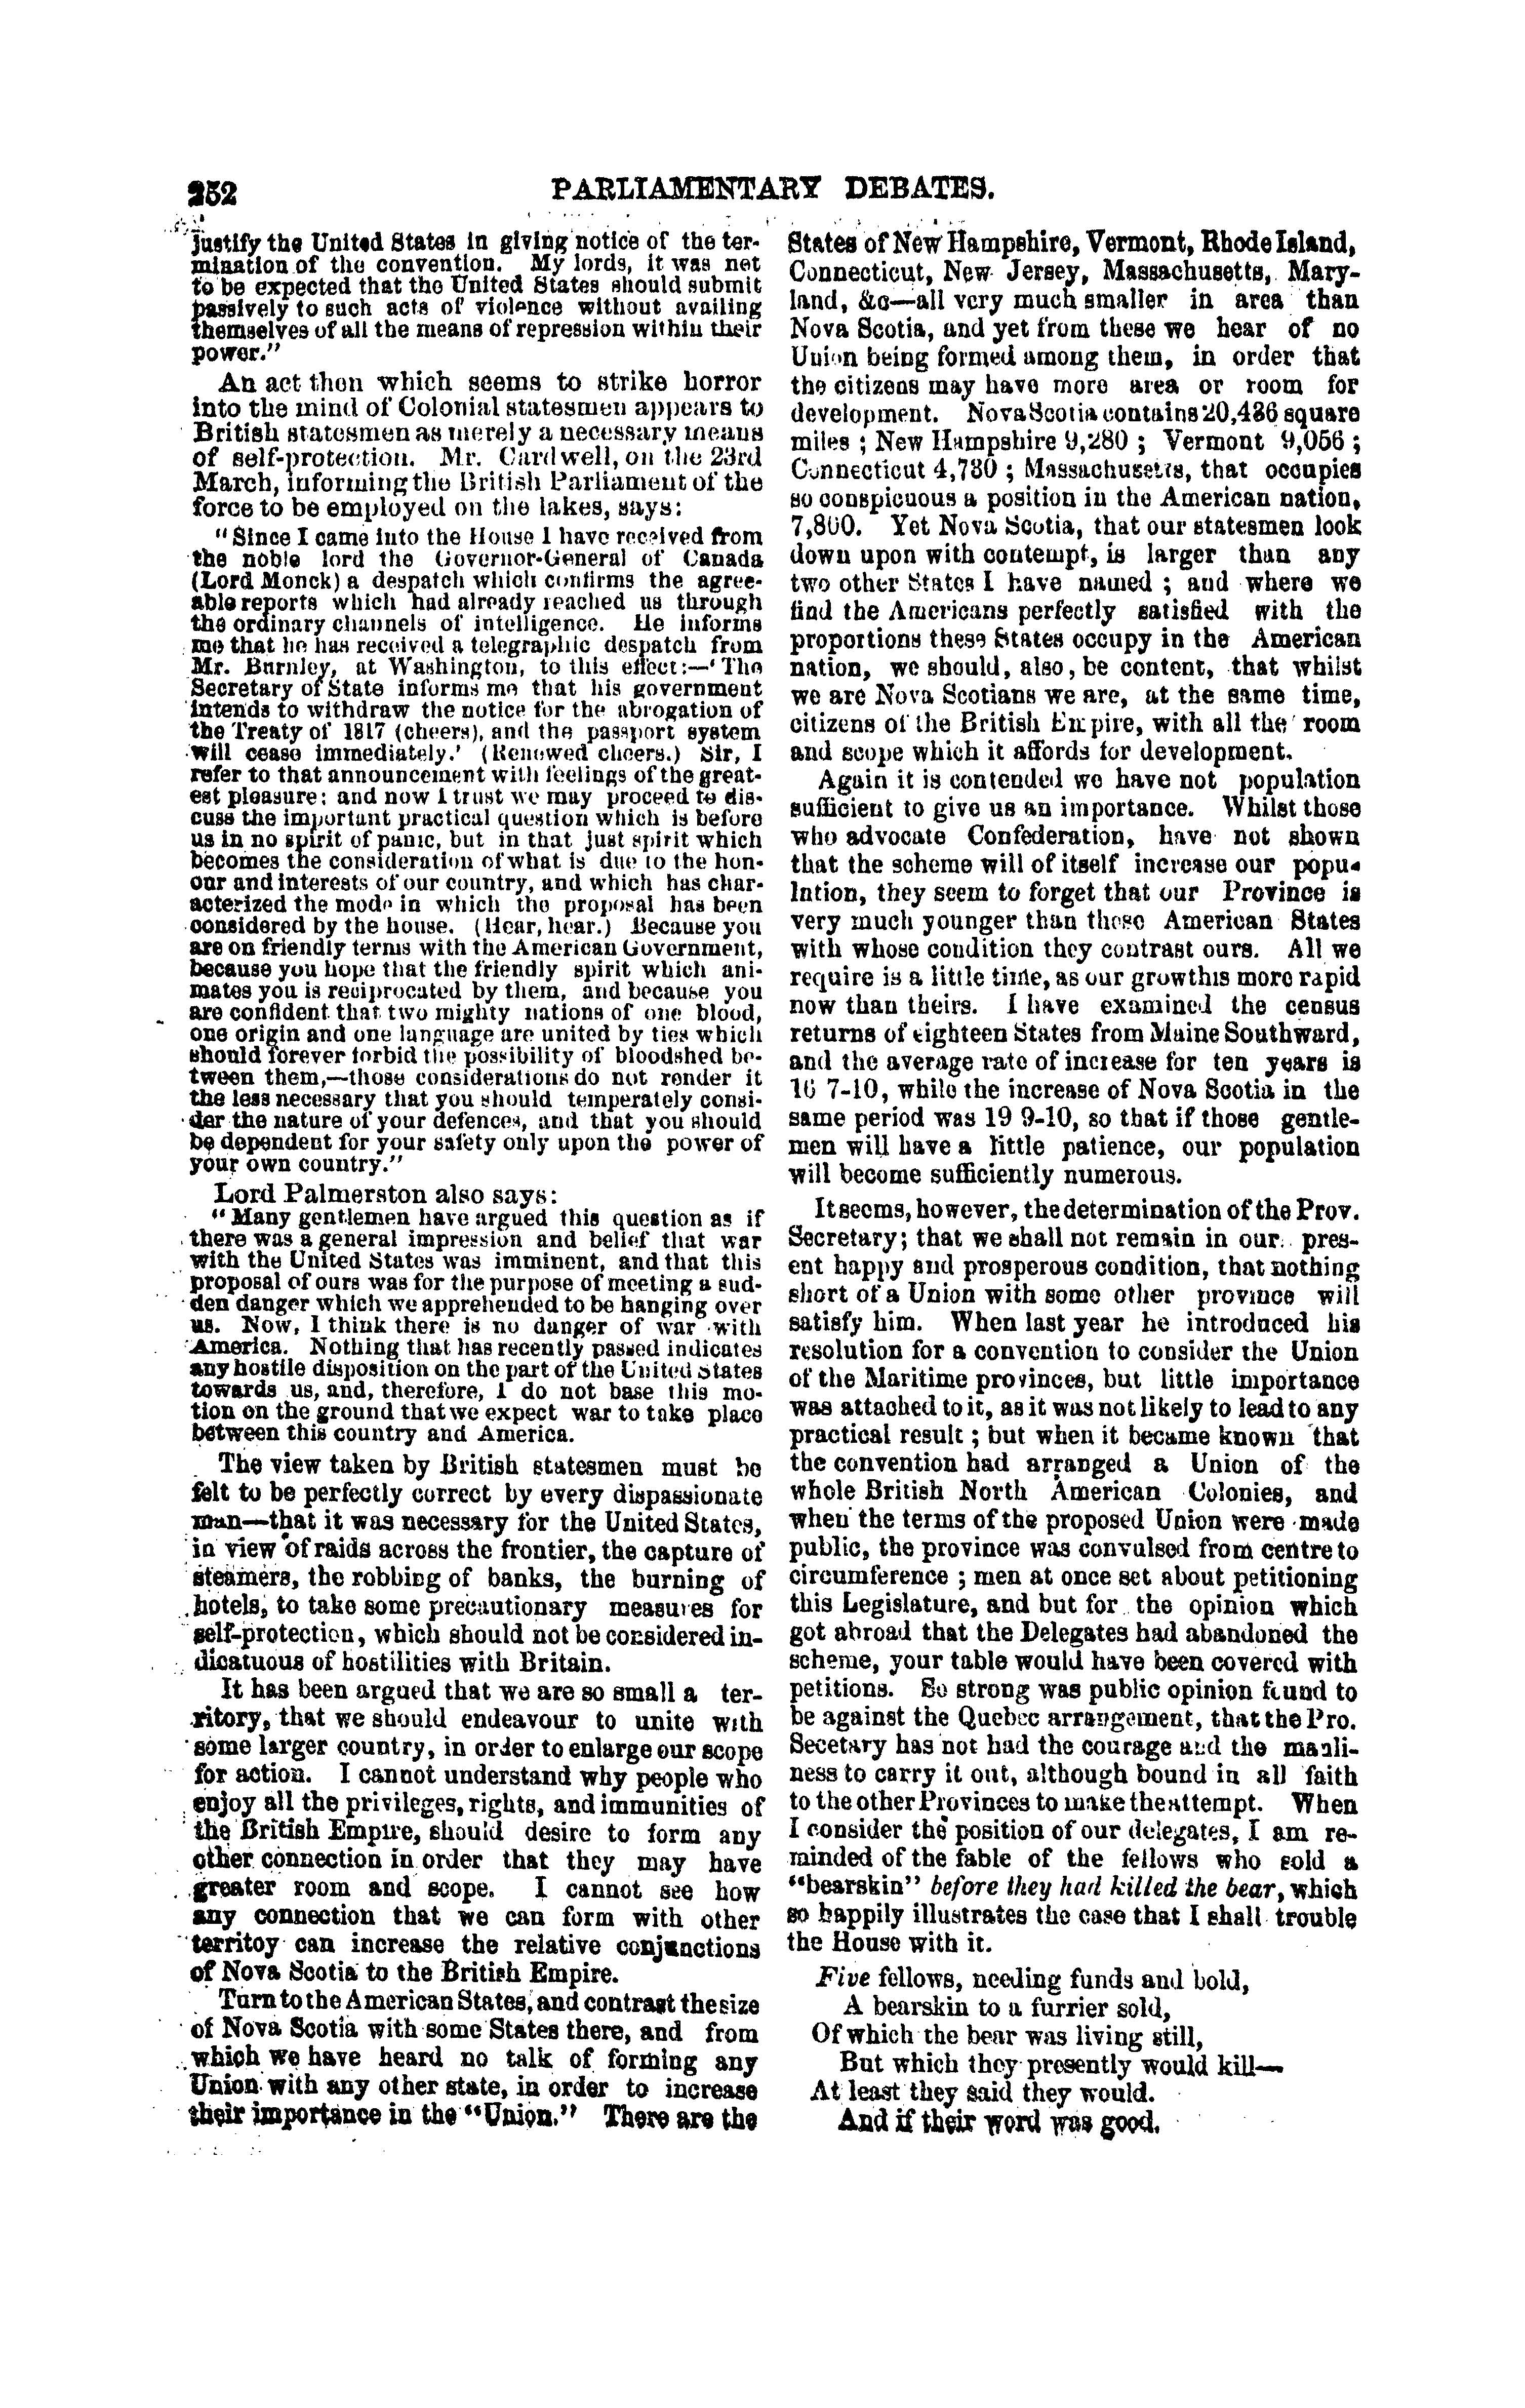 252
PARLIAMENTARY DEBATES.
justify the United States in giving notice of the ter-
mination of the convention. My lords, it was not
to be expected that the United States should submit
passively to such acts of violence without availing
themselves of all the means of repression within their
power."
An act then which seems to strike horror
into the mind of Colonial statesmen appears to
British statesmen as merely a necessary means
of self-protection. Mr. Cardwell, on the 23rd
March, informing the British Parliament of the
force to be employed on the lakes, says:
"Since I came into the House I have received from
the noble lord the Governor-General of Canada
(Lord Monck) a despatch which confirms the agree-
able reports which had already reached us through
the ordinary channels of intelligence. He informs
me that he has received a telegraphic despatch from
Mr. Burnley, at Washington, to this effect:—'The
Secretary of State informs me that his government
intends to withdraw the notice for the abrogation of
the Treaty of 1817 (cheers), and the passport system
will cease immediately.' (Renewed cheers.) Sir, I
refer to that announcement with feelings of the great-
est pleasure: and now I trust we may proceed to dis-
cuss the important practical question which is before
us in no spirit of panic, but in that just spirit which
becomes the consideration of what is due to the hon-
our and interests of our country, and which has char-
acterized the mode in which the proposal has been
considered by the house. (Hear, hear.) Because you
are on friendly terms with the American Government,
because you hope that the friendly spirit which ani-
mates you is reciprocated by them, and because you
are confident that two mighty nations of one blood,
one origin and one language are united by ties which
should forever forbid the possibility of bloodshed be-
tween them,—those considerations do not render it
the less necessary that you should temperately consi-
der the nature of your defences, and that you should
be dependent for your safety only upon the power of
your own country."
Lord Palmerston also says:
"Many gentlemen have argued this question as if
there was a general impression and belief that war
with the United States was imminent, and that this
proposal of ours was for the purpose of meeting a sud-
den danger which we apprehended to be hanging over
us. Now, I think there is no danger of war with
America. Nothing that has recently passed indicates
any hostile disposition on the part of the United States
towards us, and, therefore, I do not base this mo-
tion on the ground that we expect war to take place
between this country and America.
The view taken by British statesmen must be
felt to be perfectly correct by every dispassionate
man—that it was necessary for the United States,
in view of raids across the frontier, the capture of
steamers, the robbing of banks, the burning of
hotels, to take some precautionary measures for
self-protection, which should not be considered in-
dicatuous of hostilities with Britain.
It has been argued that we are so small a ter-
ritory, that we should endeavour to unite with
some larger country, in order to enlarge our scope
for action. I cannot understand why people who
enjoy all the privileges, rights, and immunities of
the British Empire, should desire to form any
other connection in order that they may have
greater room and scope. I cannot see how
any connection that we can form with other
territoy can increase the relative conjunctions
of Nova Scotia to the British Empire.
Turn to the American States, and contrast the size
of Nova Scotia with some States there, and from
which we have heard no talk of forming any
Union with any other state, in order to increase
their importance in the "Union." There are the
States of New Hampshire, Vermont, Rhode Island,
Connecticut, New Jersey, Massachusetts, Mary-
land, &c—all very much smaller in area than
Nova Scotia, and yet from these we hear of no
Union being formed among them, in order that
the citizens may have more area or room for
development. Nova Scotia contains 20,436 square
miles; New Hampshire 9,280; Vermont 9,056;
Connecticut 4,730; Massachusetts, that occupies
so conspicuous a position in the American nation,
7,800. Yet Nova Scotia, that our statesmen look
down upon with contempt, is larger than any
two other States I have named; and where we
find the Americans perfectly satisfied with the
proportions these States occupy in the American
nation, we should, also, be content, that whilst
we are Nova Scotians we are, at the same time,
citizens of the British Empire, with all the room
and scope which it affords for development.
Again it is contended we have not population
sufficient to give us an importance. Whilst those
who advocate Confederation, have not shown
that the scheme will of itself increase our popu-
lation, they seem to forget that our Province is
very much younger than those American States
with whose condition they contrast ours. All we
require is a little time, as our growth is more rapid
now than theirs. I have examined the census
returns of eighteen States from Maine Southward,
and the average rate of increase for ten years is
16 7-10, while the increase of Nova Scotia in the
same period was 19 9-10, so that if those gentle-
men will have a little patience, our population
will become sufficiently numerous.
It seems, however, the determination of the Prov.
Secretary; that we shall not remain in our pres-
ent happy and prosperous condition, that nothing
short of a Union with some other province will
satisfy him. When last year he introduced his
resolution for a convention to consider the Union
of the Maritime provinces, but little importance
was attached to it, as it was not likely to lead to any
practical result; but when it became known that
the convention had arranged a Union of the
whole British North American Colonies, and
when the terms of the proposed Union were made
public, the province was convulsed from centre to
circumference; men at once set about petitioning
this Legislature, and but for the opinion which
got abroad that the Delegates had abandoned the
scheme, your table would have been covered with
petitions. So strong was public opinion found to
be against the Quebec arrangement, that the Pro.
Secetary has not had the courage and the manli-
ness to carry it out, although bound in all faith
to the other Provinces to make the attempt. When
I consider the position of our delegates, I am re-
minded of the fable of the fellows who sold a
"bearskin" before they had killed the bear, which
so happily illustrates the case that I shall trouble
the House with it.
Five fellows, needing funds and bold,
A bearskin to a furrier sold,
Of which the bear was living still,
But which they presently would kill—
At least they said they would.
And if their word was good.